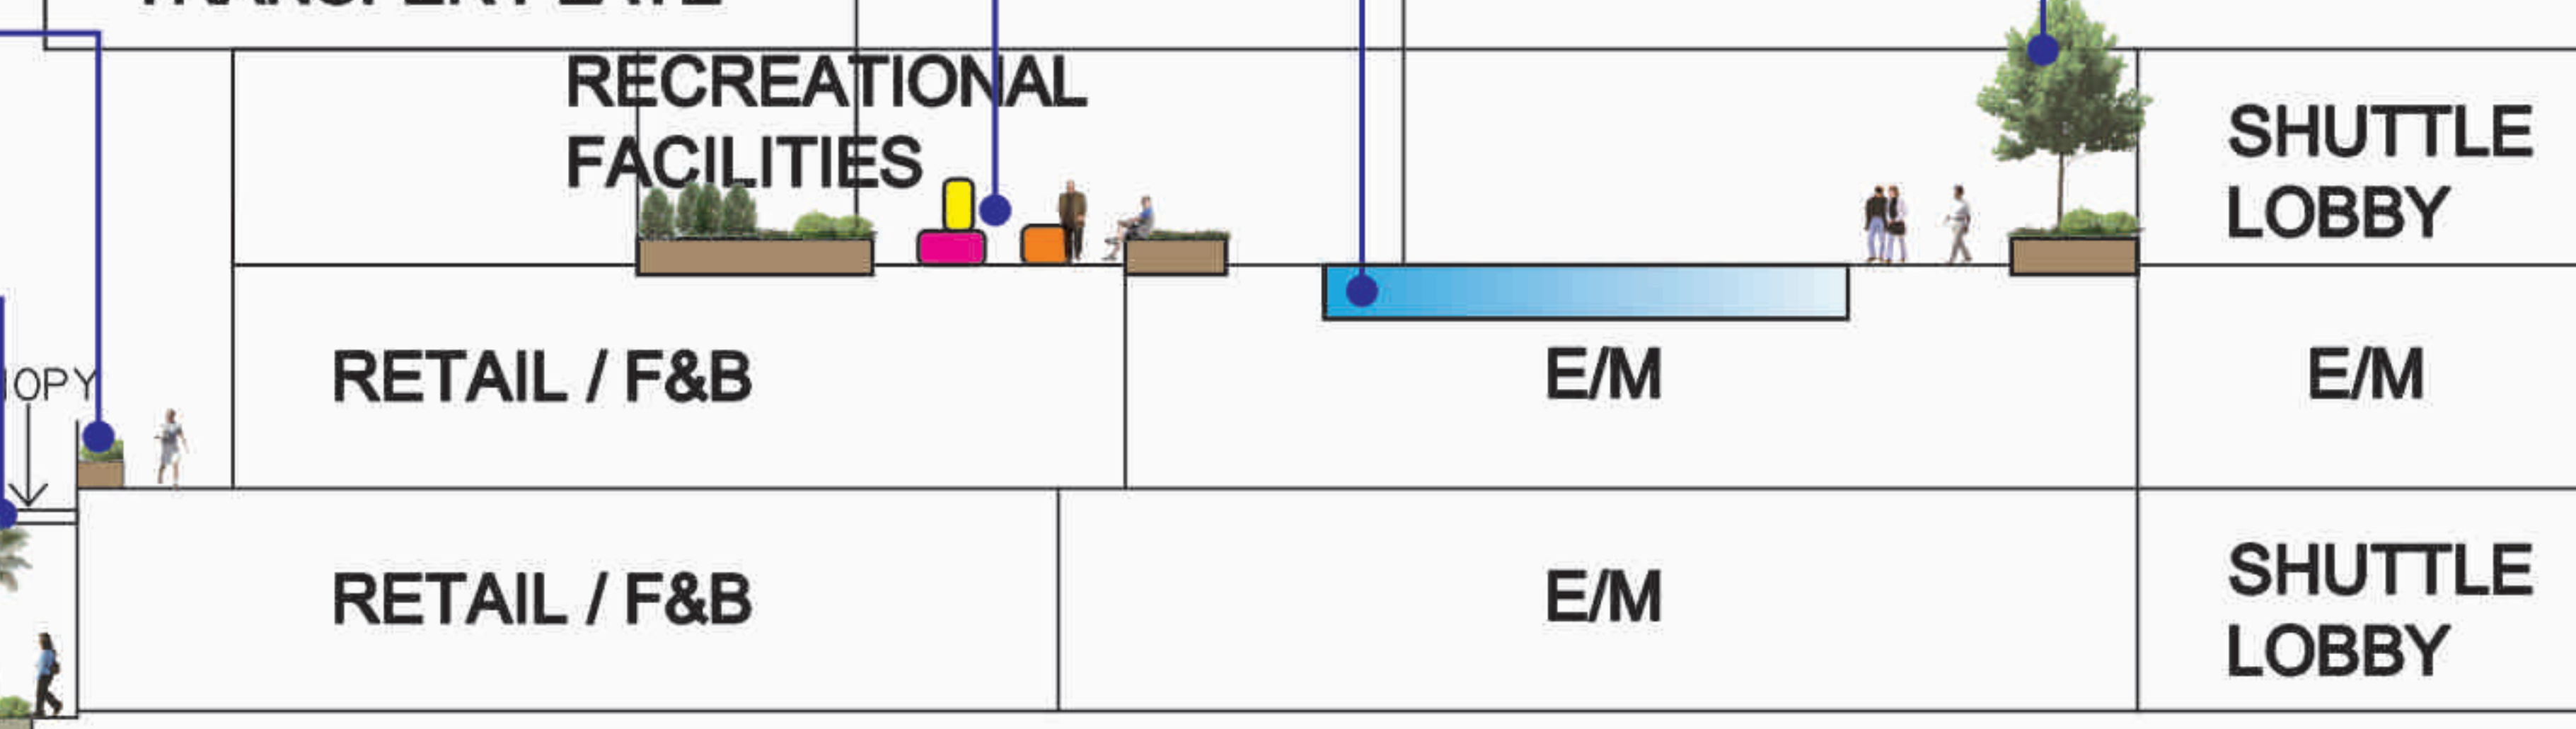 RECREATIONAL
FACILITIES
SHUTTLE
LOBBY
RETAIL / F&B
E/M
E/M
RETAIL / F&B
E/M
SHUTTLE
LOBBY